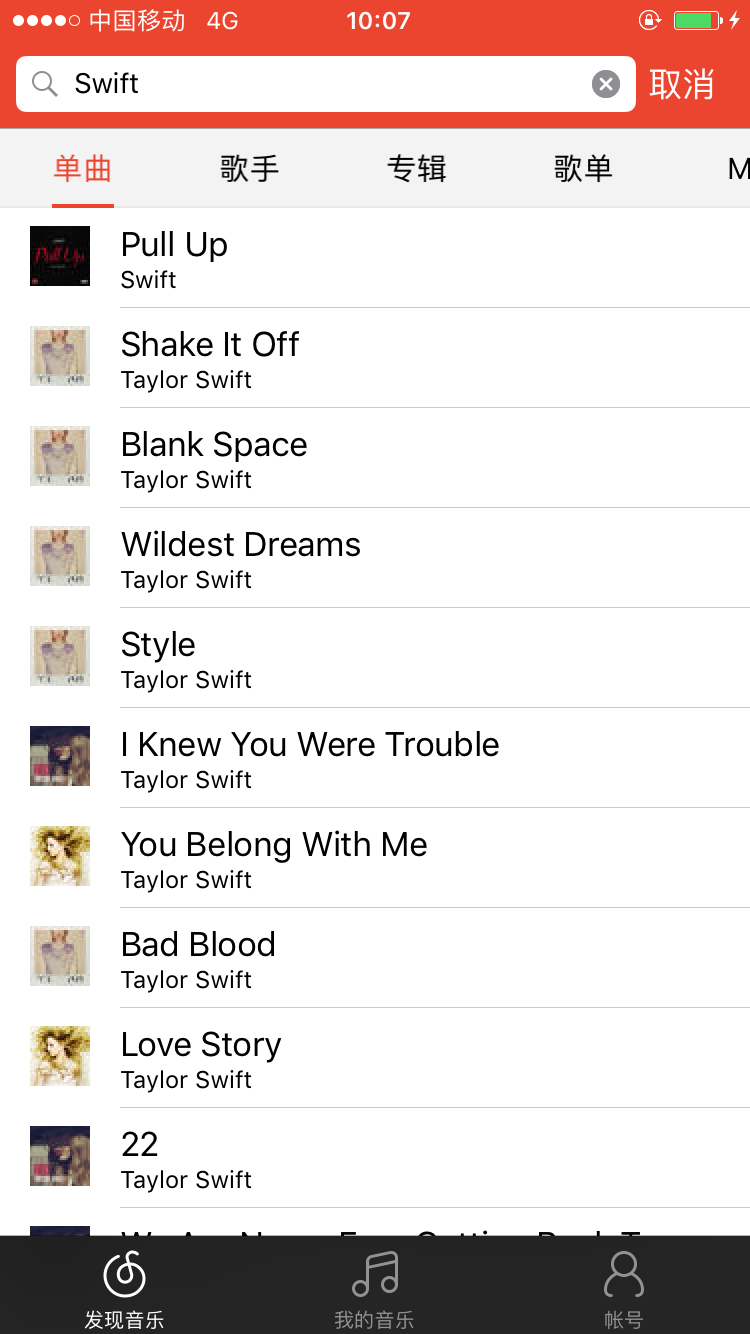 中国移动 4G 10:07
Swift 取消
单曲 歌手 专辑 歌单 M
Pull Up
Swift
Shake It Off
Taylor Swift
Blank Space
Taylor Swift
Wildest Dreams
Taylor Swift
Style
Taylor Swift
I Knew You Were Trouble
Taylor Swift
You Belong With Me
Taylor Swift
Bad Blood
Taylor Swift
Love Story
Taylor Swift
22
Taylor Swift
发现音乐 我的音乐 帐号